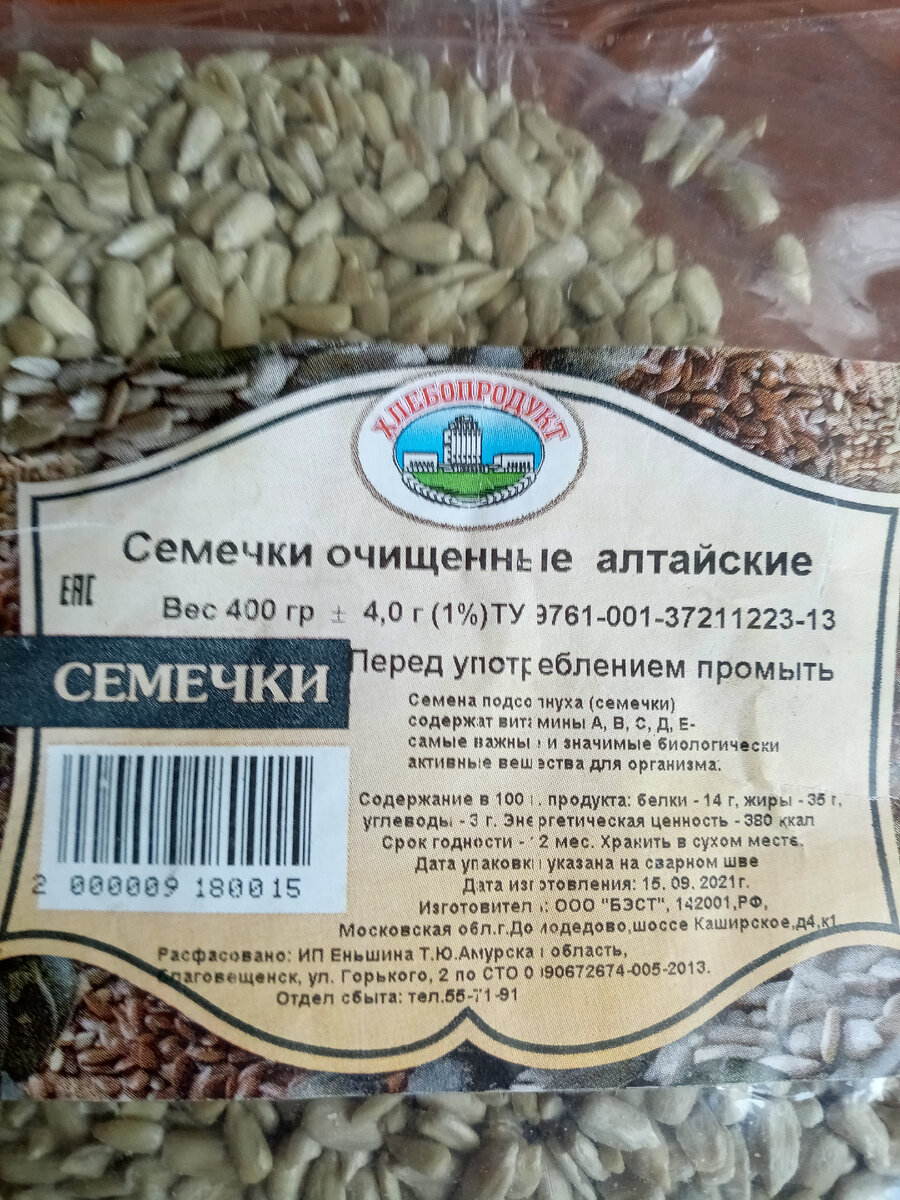 ХЛЕБОПРОДУКТ
Семечки очищенные алтайские
ЕАС
Вес 400 гр ± 4,0 г (1%) ТУ 9761-001-37211223-13
Перед употреблением промыть
СЕМЕЧКИ
Семена подсолнуха (семечки)
содержат витамины А, В, С, Д, Е-
самые важные и значимые биологически
активные вещества для организма.
Содержание в 100 г. продукта: белки - 14 г, жиры - 35 г,
углеводы - 3 г. Энергетическая ценность - 380 ккал
Срок годности - 12 мес. Хранить в сухом месте.
Дата упаковки указана на сварном шве
Дата изготовления: 15. 09. 2021г.
Изготовитель: ООО "БЭСТ", 142001,РФ,
Московская обл.г.Домодедово,шоссе Каширское,д4,к1
2 000009 180015
Расфасовано: ИП Еньшина Т.Ю.Амурская область,
Благовещенск, ул. Горького, 2 по СТО 0090672674-005-2013.
Отдел сбыта: тел.55-71-91